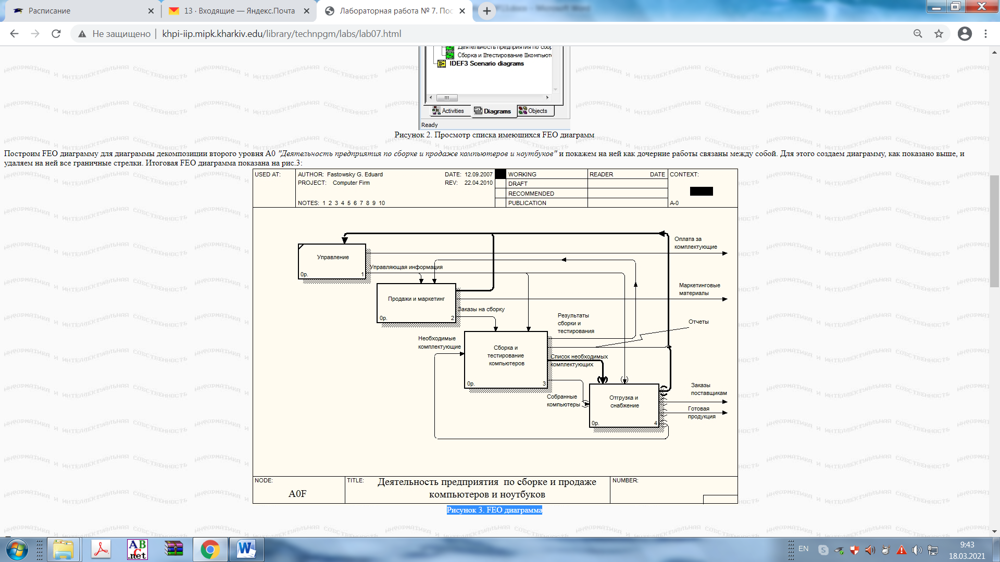 Расписание
13 · Входящие — Яндекс.Почта
Лабораторная работа № 7. Пос
Не защищено
khpi-iip.mipk.kharkiv.edu/library/technpgm/labs/lab07.html
Деятельность предприятия по сбор
Сборка и тестирование компьют
IDEF3 Scenario diagrams
Activities
Diagrams
Objects
Ready
Рисунок 2. Просмотр списка имеющихся FEO диаграмм
Построим FEO диаграмму для диаграммы декомпозиции второго уровня А0 "Деятельность предприятия по сборке и продаже компьютеров и ноутбуков" и покажем на ней как дочерние работы связаны между собой. Для этого создаем диаграмму, как показано выше, и
удаляем на ней все граничные стрелки. Итоговая FEO диаграмма показана на рис.3:
USED AT:
AUTHOR: Fastowsky G. Eduard
DATE: 12.09.2007
WORKING
READER
DATE
CONTEXT:
PROJECT: Computer Firm
REV: 22.04.2010
DRAFT
RECOMMENDED
NOTES: 1 2 3 4 5 6 7 8 9 10
PUBLICATION
A-0
Оплата за
комплектующие
Управление
0р.
1
Управляющая информация
Маркетинговые
материалы
Продажи и маркетинг
0р.
2
Заказы на сборку
Результаты
сборки и
тестирования
Отчеты
Необходимые
комплектующие
Сборка и
тестирование
компьютеров
0р.
3
Список необходимых
комплектующих
Собранные
компьютеры
Отгрузка и
снабжение
0р.
4
Заказы
поставщикам
Готовая
продукция
NODE:
A0F
TITLE:
Деятельность предприятия по сборке и продаже
компьютеров и ноутбуков
NUMBER:
Рисунок 3. FEO диаграмма
EN
9:43
18.03.2021